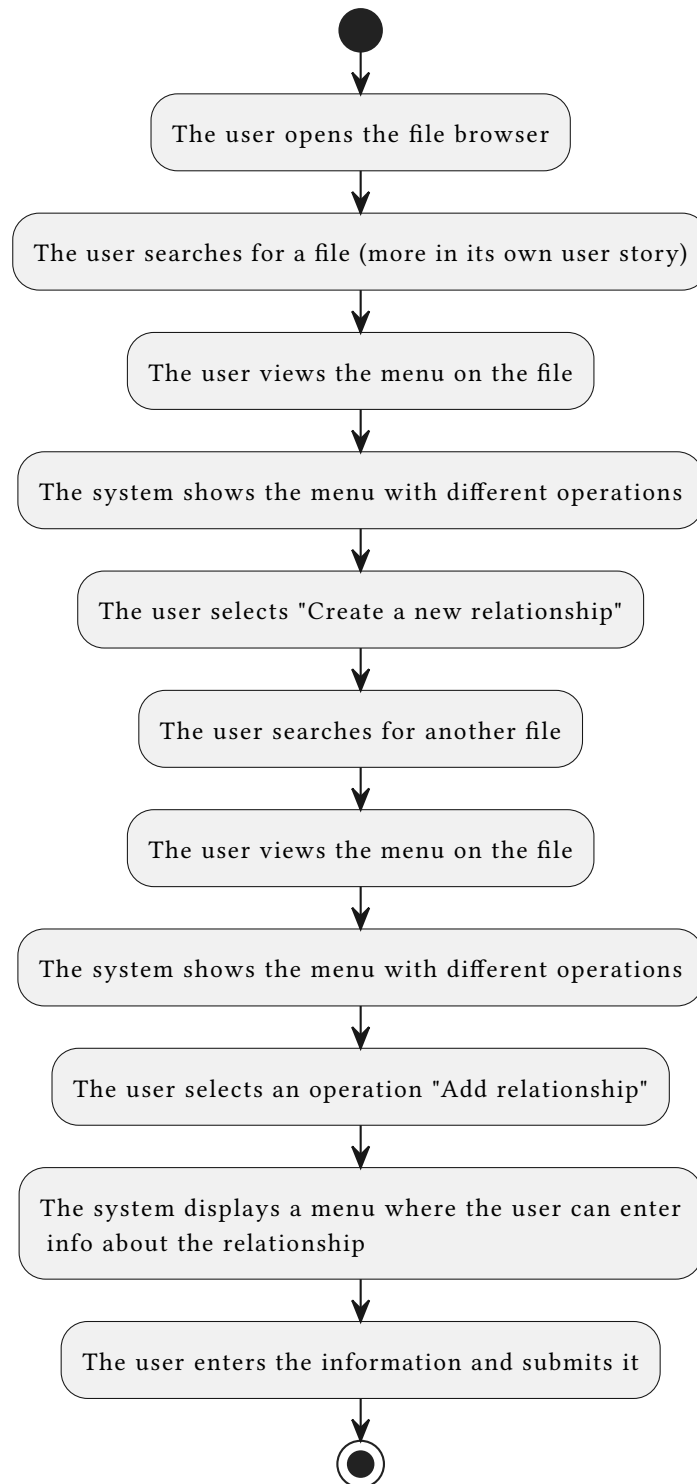 The user opens the file browser
The user searches for a file (more in its own user story)
The user views the menu on the file
The system shows the menu with different operations
The user selects "Create a new relationship"
The user searches for another file
The user views the menu on the file
The system shows the menu with different operations
The user selects an operation "Add relationship"
The system displays a menu where the user can enter
info about the relationship
The user enters the information and submits it